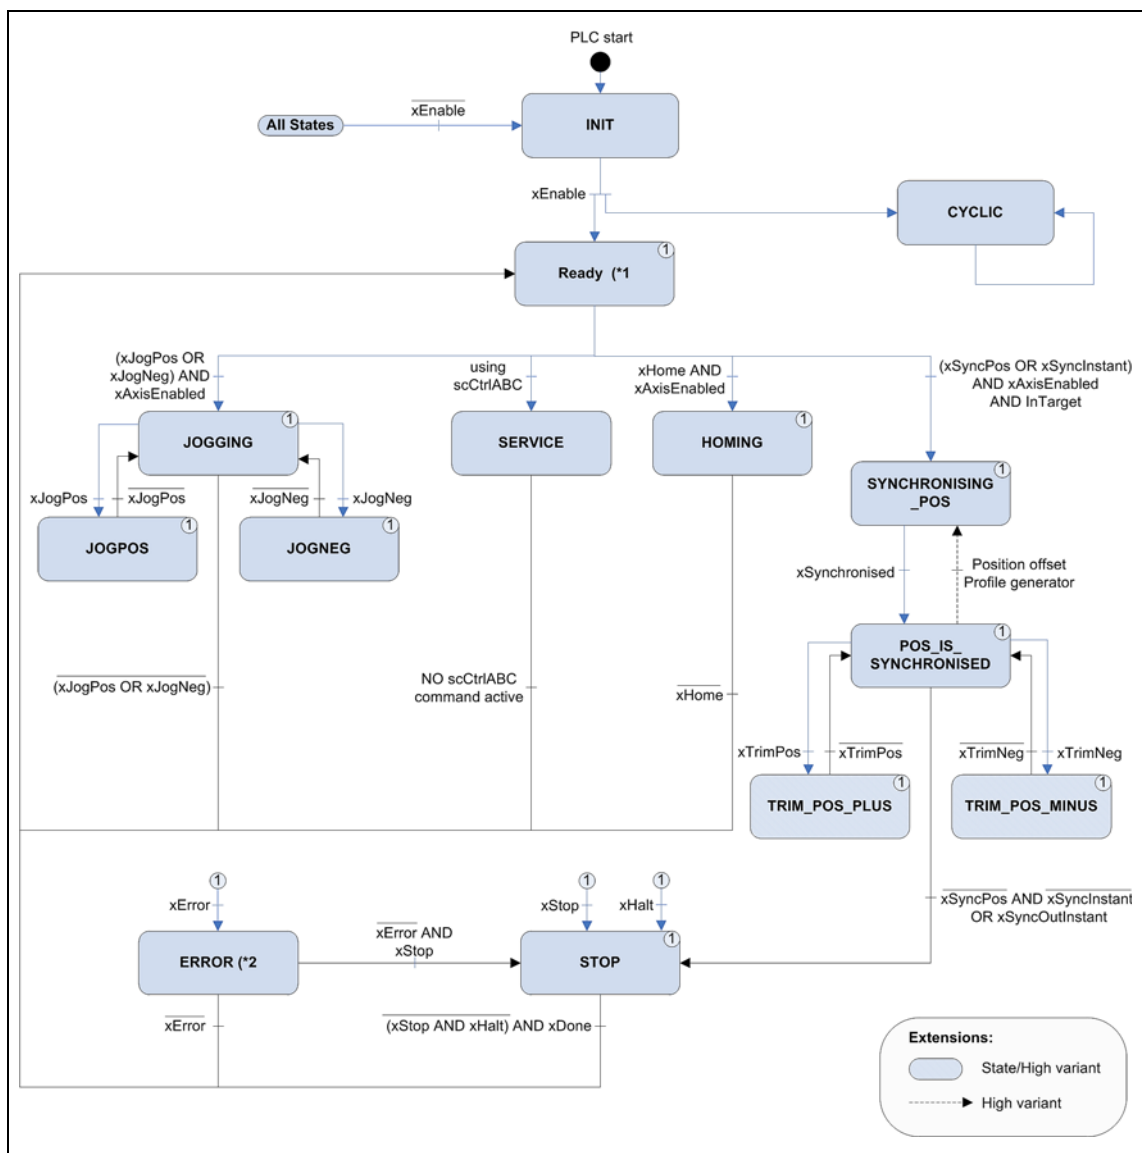 PLC start
All States
xEnable
INIT
xEnable
CYCLIC
1
Ready (*1
(xJogPos OR
xJogNeg) AND
xAxisEnabled
using
scCtrlABC
xHome AND
xAxisEnabled
(xSyncPos OR xSyncInstant)
AND xAxisEnabled
AND InTarget
1
JOGGING
SERVICE
1
HOMING
1
SYNCHRONISING
_POS
xJogPos
xJogPos
xJogNeg
xJogNeg
1
JOGPOS
1
JOGNEG
xSynchronised
Position offset
Profile generator
1
POS_IS_
SYNCHRONISED
(xJogPos OR xJogNeg)
NO scCtrlABC
command active
xHome
xTrimPos
xTrimPos
xTrimNeg
xTrimNeg
1
TRIM_POS_PLUS
1
TRIM_POS_MINUS
1
xError
1
xStop
1
xHalt
xSyncPos AND xSyncInstant
OR xSyncOutInstant
ERROR (*2
xError AND
xStop
1
STOP
xError
(xStop AND xHalt) AND xDone
Extensions:
State/High variant
High variant